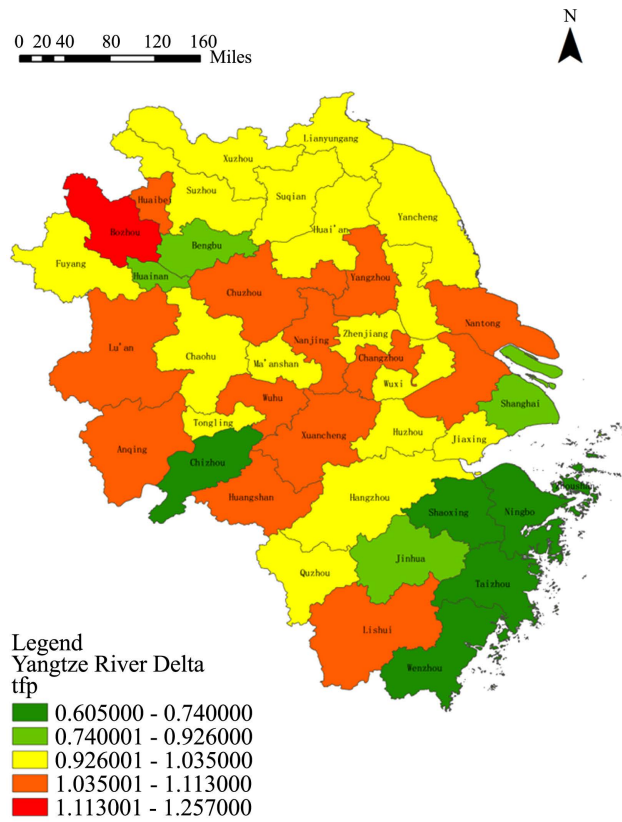 N
0 20 40 80 120 160
Miles
Lianyungang
Xuzhou
Suzhou
Suqian
Huaibei
Yancheng
Huai'an
Bozhou
Bengbu
Fuyang
Huainan
Yangzhou
Chuzhou
Nantong
Zhenjiang
Nanjing
Lu'an
Chaohu
Changzhou
Ma'anshan
Wuxi
Wuhu
Shanghai
Tongling
Xuancheng
Huzhou
Jiaxing
Anqing
Chizhou
Huangshan
Hangzhou
Shaoxing
Ningbo
Jinhua
Quzhou
Taizhou
Lishui
Wenzhou
Legend
Yangtze River Delta
tfp
0.605000 - 0.740000
0.740001 - 0.926000
0.926001 - 1.035000
1.035001 - 1.113000
1.113001 - 1.257000